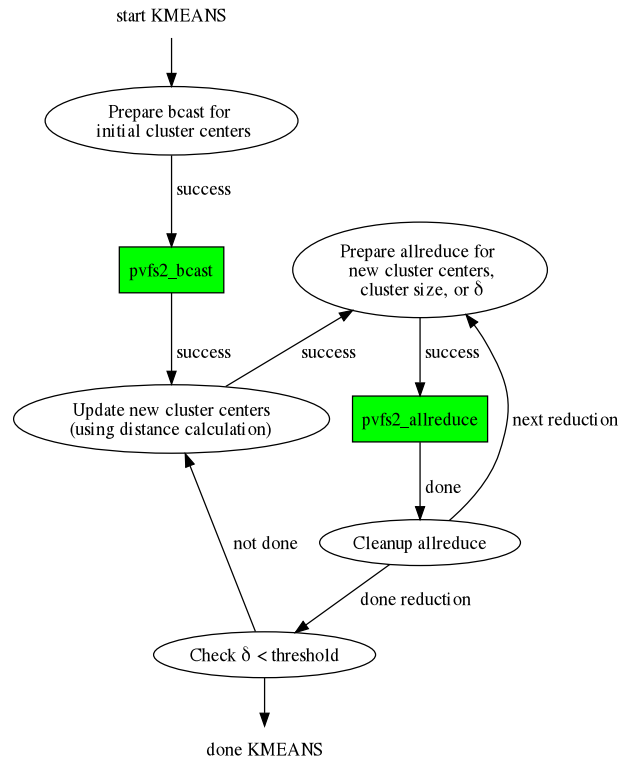 start KMEANS
Prepare bcast for
initial cluster centers
success
pvfs2_bcast
success
Update new cluster centers
(using distance calculation)
success
Prepare allreduce for
new cluster centers,
cluster size, or δ
success
pvfs2_allreduce
done
next reduction
Cleanup allreduce
done reduction
not done
Check δ < threshold
done KMEANS